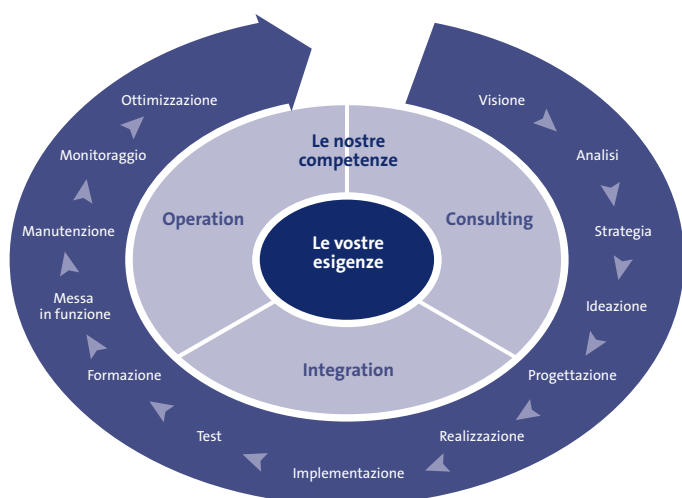 Visione
Analisi
Strategia
Ideazione
Progettazione
Realizzazione
Implementazione
Test
Formazione
Messa
in funzione
Manutenzione
Monitoraggio
Ottimizzazione
Le nostre
competenze
Operation
Consulting
Integration
Le vostre
esigenze